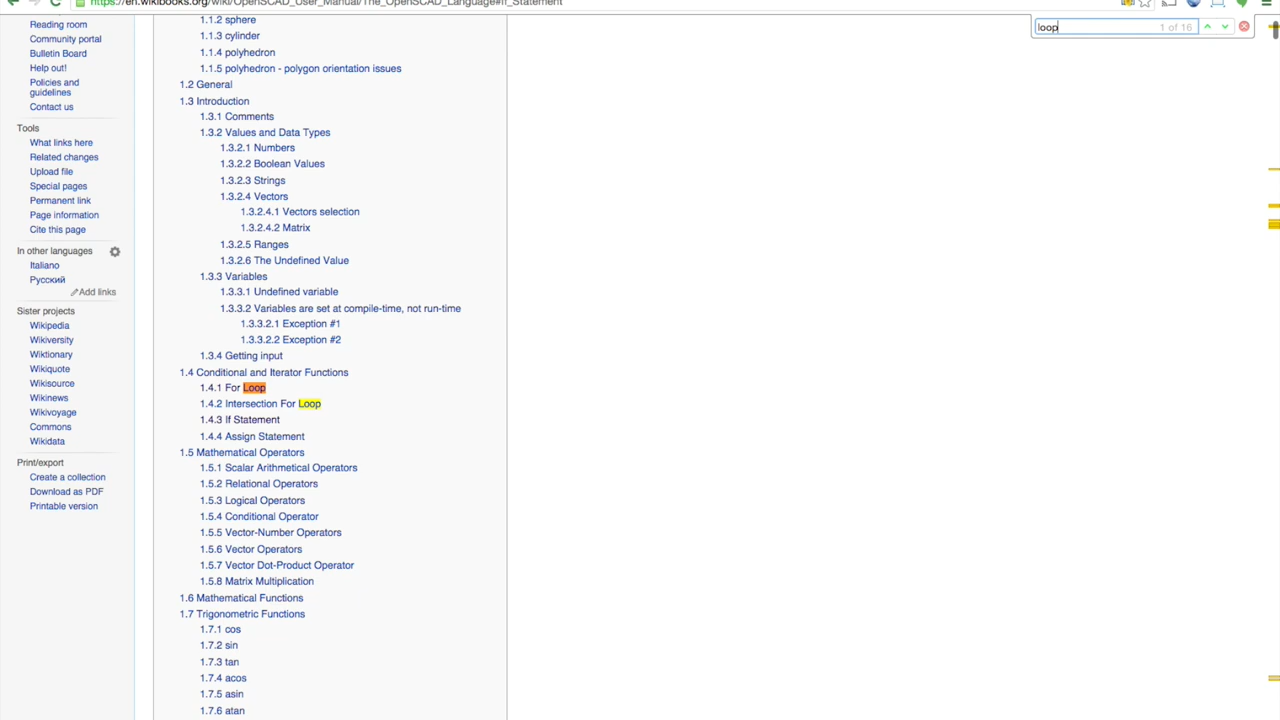 https://en.wikibooks.org/wiki/OpenSCAD_User_Manual/The_OpenSCAD_Language#If_Statement
loop
1 of 16
Reading room
Community portal
Bulletin Board
Help out!
Policies and
guidelines
Contact us
Tools
What links here
Related changes
Upload file
Special pages
Permanent link
Page information
Cite this page
In other languages
Italiano
Русский
Add links
Sister projects
Wikipedia
Wikiversity
Wiktionary
Wikiquote
Wikisource
Wikinews
Wikivoyage
Commons
Wikidata
Print/export
Create a collection
Download as PDF
Printable version
1.1.2 sphere
1.1.3 cylinder
1.1.4 polyhedron
1.1.5 polyhedron - polygon orientation issues
1.2 General
1.3 Introduction
1.3.1 Comments
1.3.2 Values and Data Types
1.3.2.1 Numbers
1.3.2.2 Boolean Values
1.3.2.3 Strings
1.3.2.4 Vectors
1.3.2.4.1 Vectors selection
1.3.2.4.2 Matrix
1.3.2.5 Ranges
1.3.2.6 The Undefined Value
1.3.3 Variables
1.3.3.1 Undefined variable
1.3.3.2 Variables are set at compile-time, not run-time
1.3.3.2.1 Exception #1
1.3.3.2.2 Exception #2
1.3.4 Getting input
1.4 Conditional and Iterator Functions
1.4.1 For Loop
1.4.2 Intersection For Loop
1.4.3 If Statement
1.4.4 Assign Statement
1.5 Mathematical Operators
1.5.1 Scalar Arithmetical Operators
1.5.2 Relational Operators
1.5.3 Logical Operators
1.5.4 Conditional Operator
1.5.5 Vector-Number Operators
1.5.6 Vector Operators
1.5.7 Vector Dot-Product Operator
1.5.8 Matrix Multiplication
1.6 Mathematical Functions
1.7 Trigonometric Functions
1.7.1 cos
1.7.2 sin
1.7.3 tan
1.7.4 acos
1.7.5 asin
1.7.6 atan